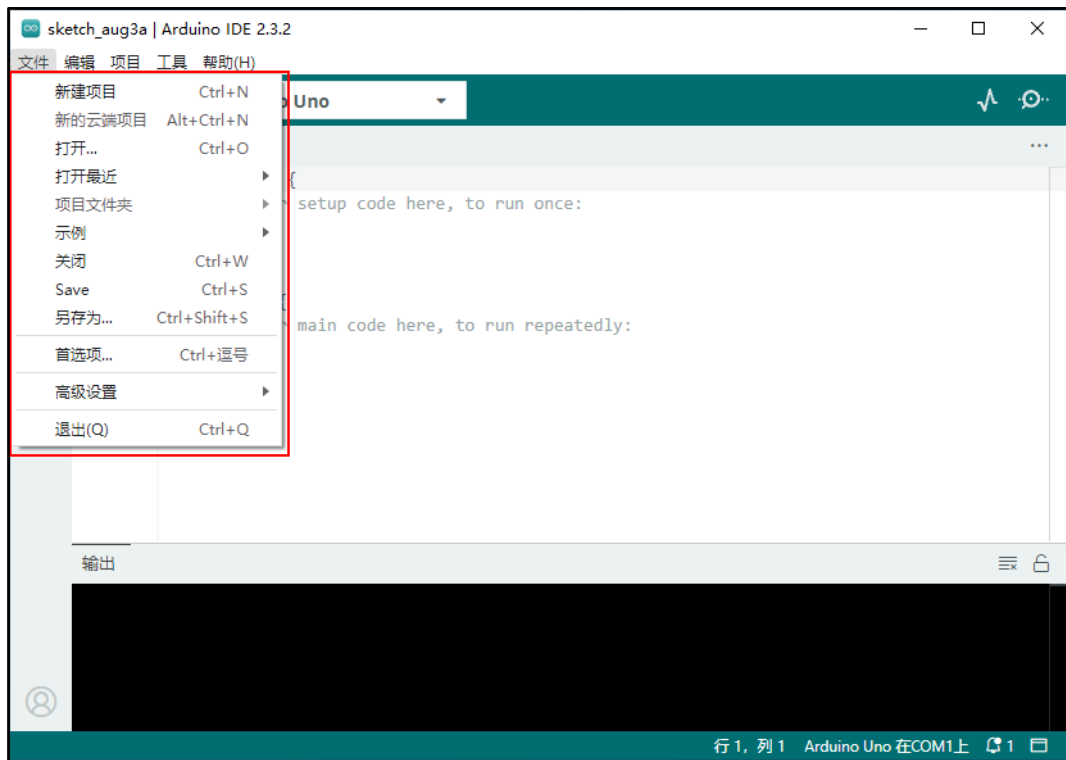 sketch_aug3a | Arduino IDE 2.3.2
文件 编辑 项目 工具 帮助(H)
新建项目 Ctrl+N
Uno
新的云端项目 Alt+Ctrl+N
打开... Ctrl+O
打开最近
{
项目文件夹
setup code here, to run once:
示例
关闭 Ctrl+W
Save Ctrl+S
另存为... Ctrl+Shift+S
main code here, to run repeatedly:
首选项... Ctrl+逗号
高级设置
退出(Q) Ctrl+Q
输出
行 1, 列 1 Arduino Uno 在COM1上 1